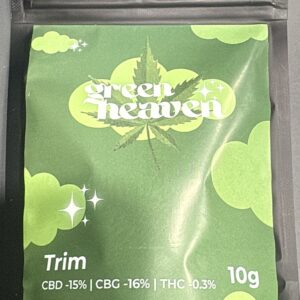 green
heaven
Trim
CBD -15% | CBG -16% | THC -0.3%
10g